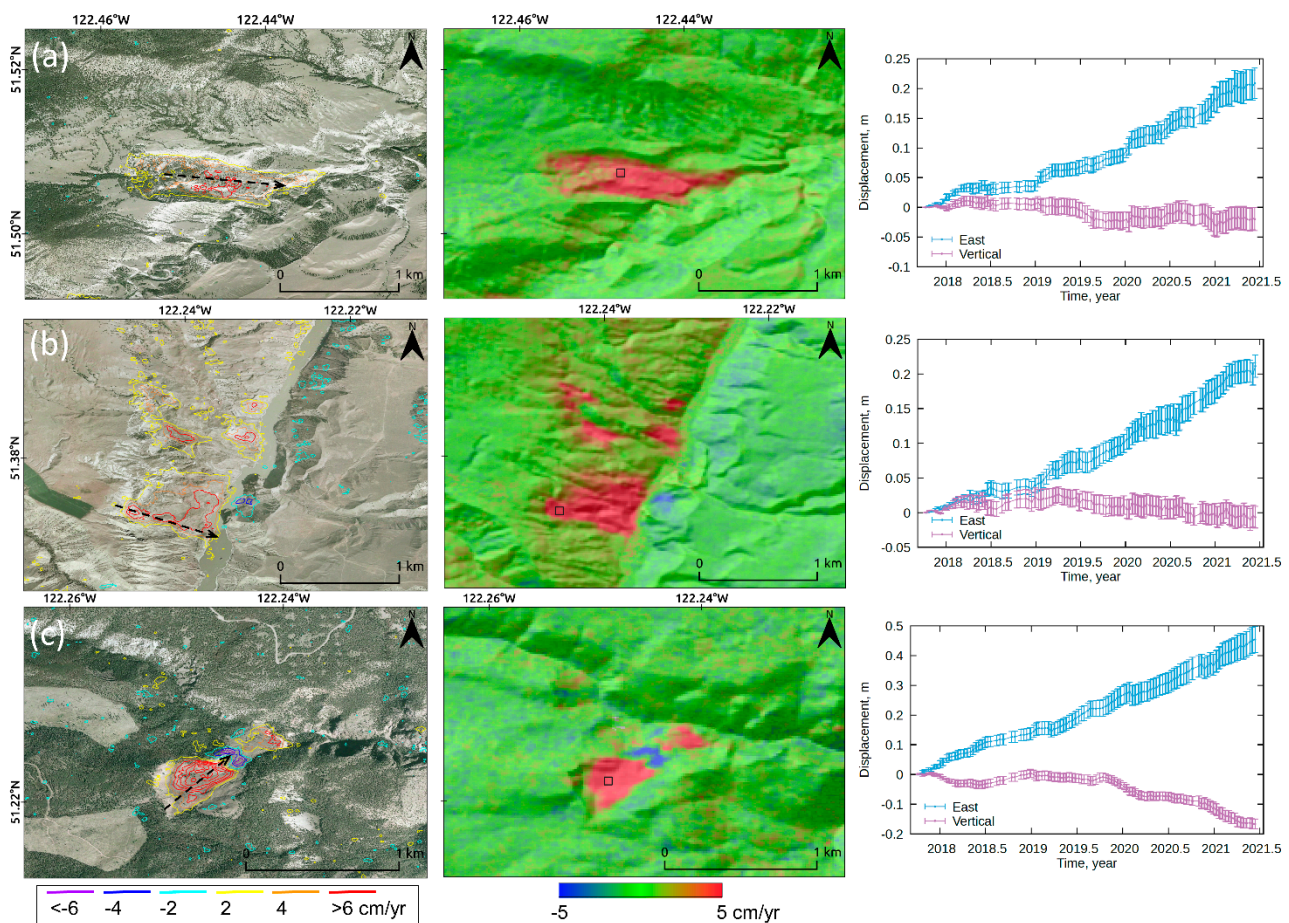 122.46°W 122.44°W 122.46°W 122.44°W
(a) N N
51.52°N
51.50°N
0 1 km 0 1 km
0.25
0.2
0.15
0.1
0.05
0
-0.05
-0.1
Displacement, m
East
Vertical
2018 2018.5 2019 2019.5 2020 2020.5 2021 2021.5
Time, year
122.24°W 122.22°W 122.24°W 122.22°W
(b) N N
51.38°N
0 1 km 0 1 km
0.25
0.2
0.15
0.1
0.05
0
-0.05
Displacement, m
East
Vertical
2018 2018.5 2019 2019.5 2020 2020.5 2021 2021.5
Time, year
122.26°W 122.24°W 122.26°W 122.24°W
(c) N N
51.22°N
0 1 km 0 1 km
0.5
0.4
0.3
0.2
0.1
0
-0.1
-0.2
Displacement, m
East
Vertical
2018 2018.5 2019 2019.5 2020 2020.5 2021 2021.5
Time, year
<-6 -4 -2 2 4 >6 cm/yr
-5 5 cm/yr